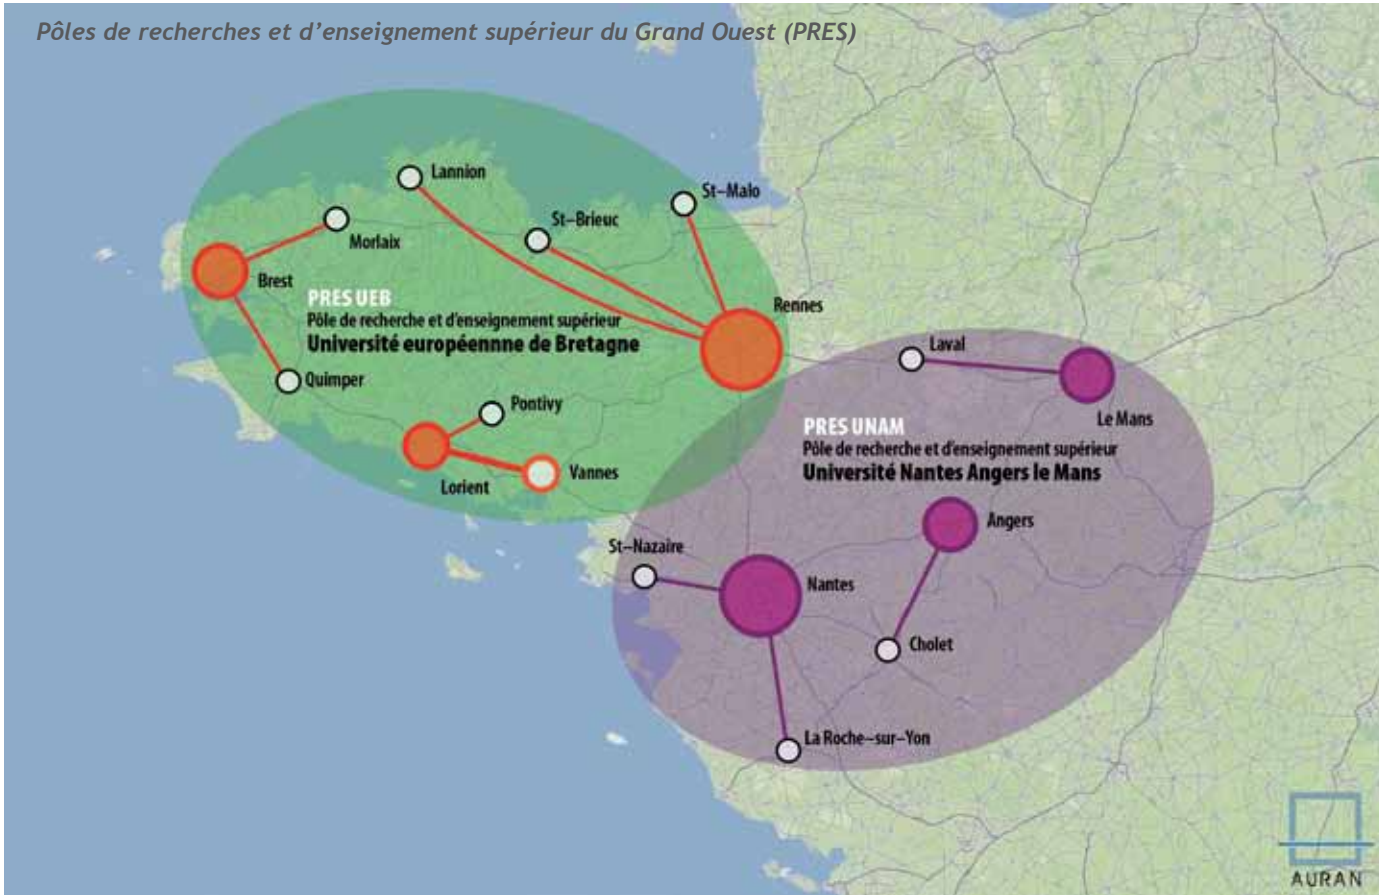 Pôles de recherches et d'enseignement supérieur du Grand Ouest (PRES)
Lannion
St-Malo
St-Brieuc
Morlaix
Brest
Rennes
PRES UEB
Pôle de recherche et d'enseignement supérieur
Université européennne de Bretagne
Laval
Quimper
Pontivy
Le Mans
PRES UNAM
Pôle de recherche et d'enseignement supérieur
Université Nantes Angers le Mans
Vannes
Lorient
Angers
St-Nazaire
Nantes
Cholet
La Roche-sur-Yon
AURAN